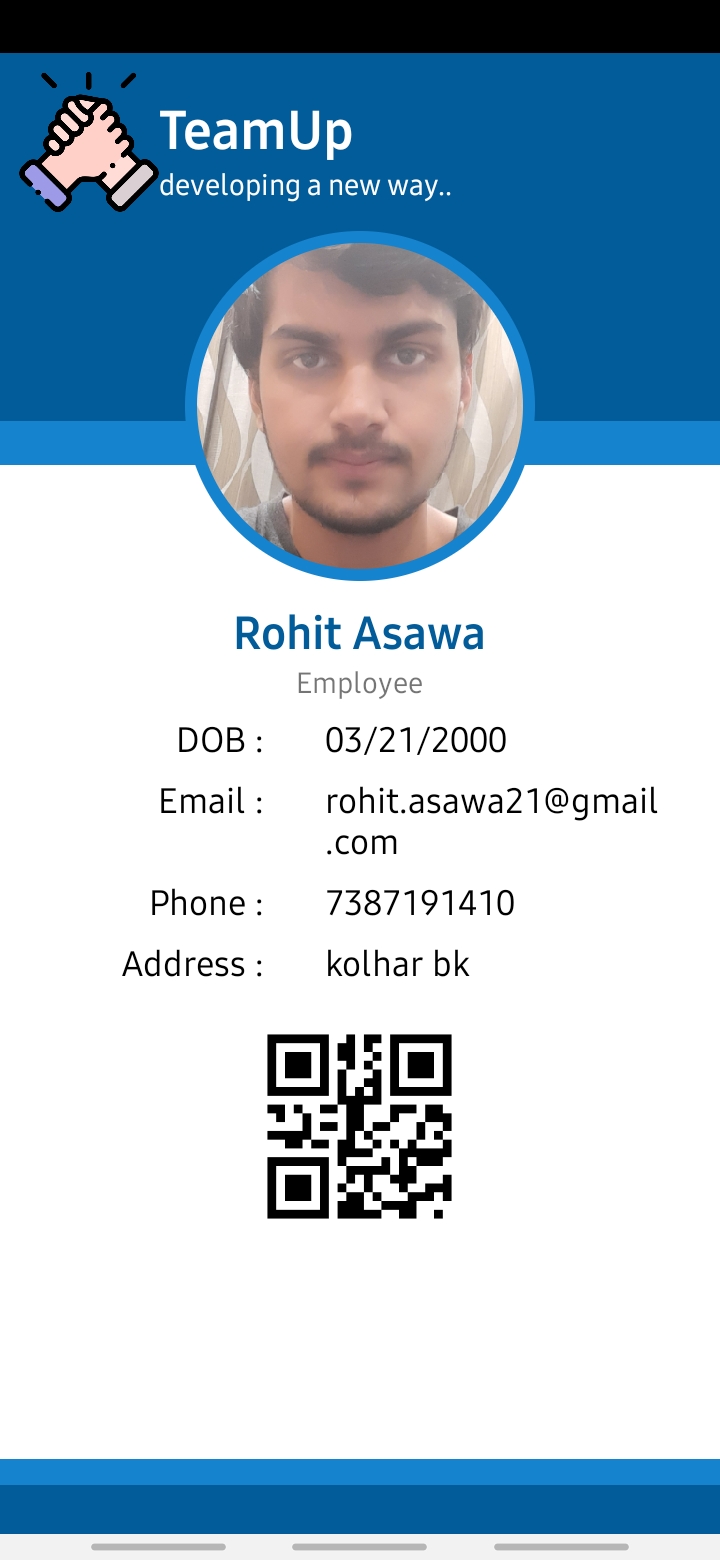 TeamUp
developing a new way..
Rohit Asawa
Employee
DOB : 03/21/2000
Email : rohit.asawa21@gmail
.com
Phone : 7387191410
Address : kolhar bk